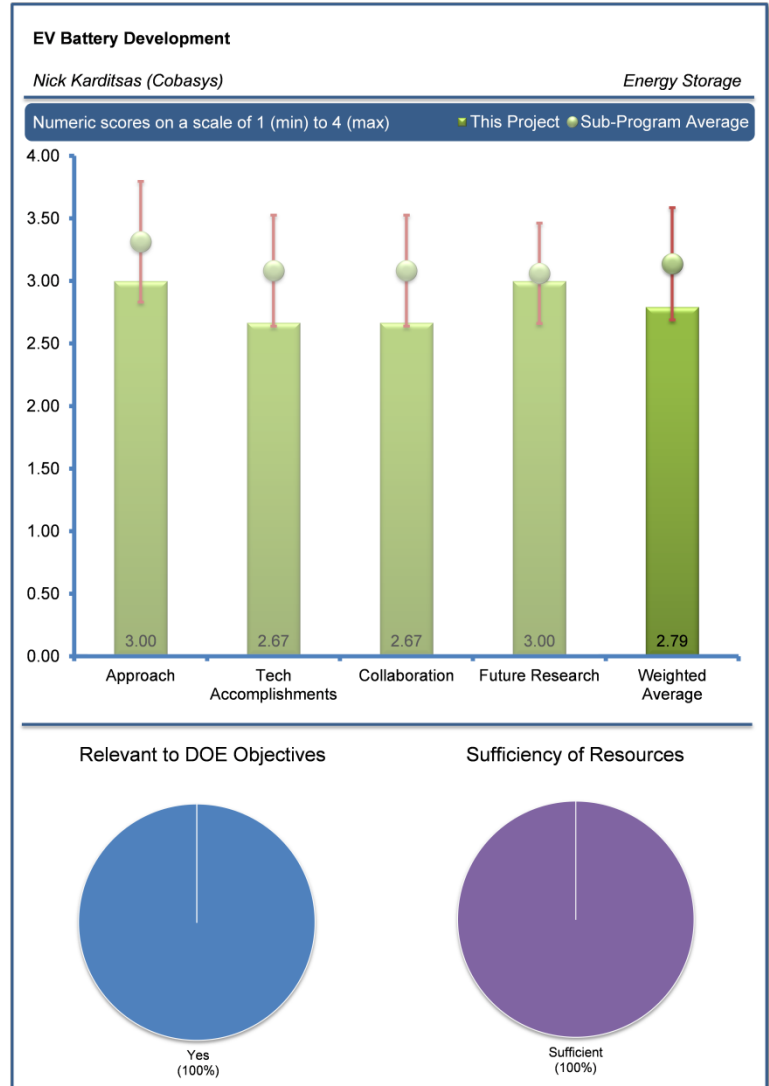 EV Battery Development
Nick Karditsas (Cobasys) Energy Storage
Numeric scores on a scale of 1 (min) to 4 (max) This Project Sub-Program Average
4.00
3.50
3.00
2.50
2.00
1.50
1.00
0.50
0.00
3.00 2.67 2.67 3.00 2.79
Approach Tech Collaboration Future Research Weighted
Accomplishments Average
Relevant to DOE Objectives Sufficiency of Resources
Yes Sufficient
(100%) (100%)